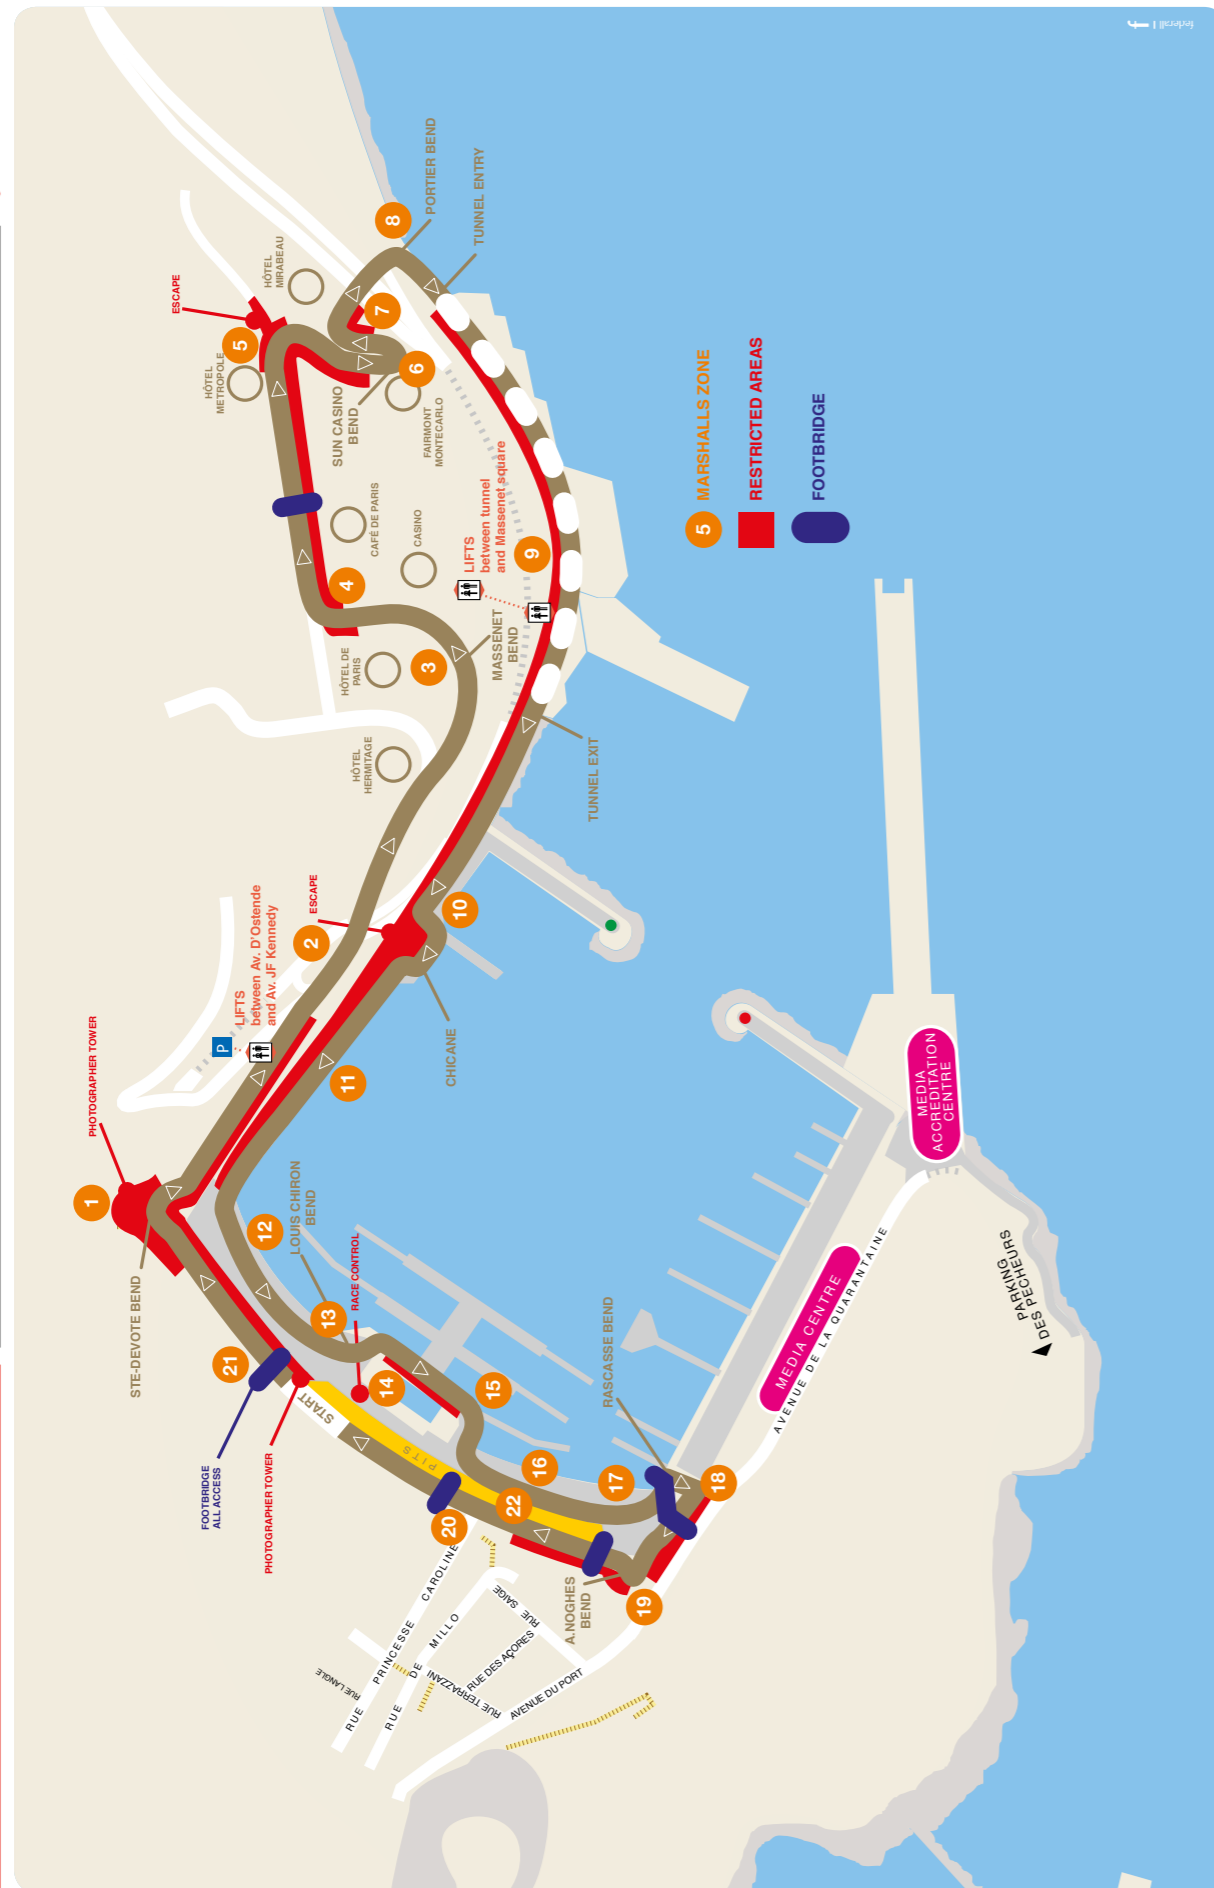 ESCAPE
HÔTEL
MIRABEAU
PORTIER BEND
TUNNEL ENTRY
8
7
5
6
HÔTEL
METROPOLE
SUN CASINO
BEND
FAIRMONT
MONTECARLO
CAFÉ DE PARIS
CASINO
LIFTS
between tunnel
and Massenet square
9
4
3
HÔTEL DE
PARIS
MASSENET
BEND
HÔTEL
HERMITAGE
TUNNEL EXIT
5 MARSHALLS ZONE
RESTRICTED AREAS
FOOTBRIDGE
ESCAPE
2
10
LIFTS
between Av. D'Ostende
and Av. JF Kennedy
P
CHICANE
11
PHOTOGRAPHER TOWER
1
STE-DEVOTE BEND
12
LOUIS CHIRON
BEND
RACE CONTROL
13
14
15
21
START
PITS
FOOTBRIDGE
ALL ACCESS
PHOTOGRAPHER TOWER
20
22
16
17
RASCASSE BEND
18
19
A.NOGHES
BEND
MEDIA
ACCREDITATION
CENTRE
MEDIA CENTRE
AVENUE DE LA QUARANTAINE
PARKING
DES PECHEURS
RUE PRINCESSE CAROLINE
RUE DE MILLO
RUE SAIGE
RUE DES AÇORES
RUE TERRAZZANI
RUE LANGLE
AVENUE DU PORT